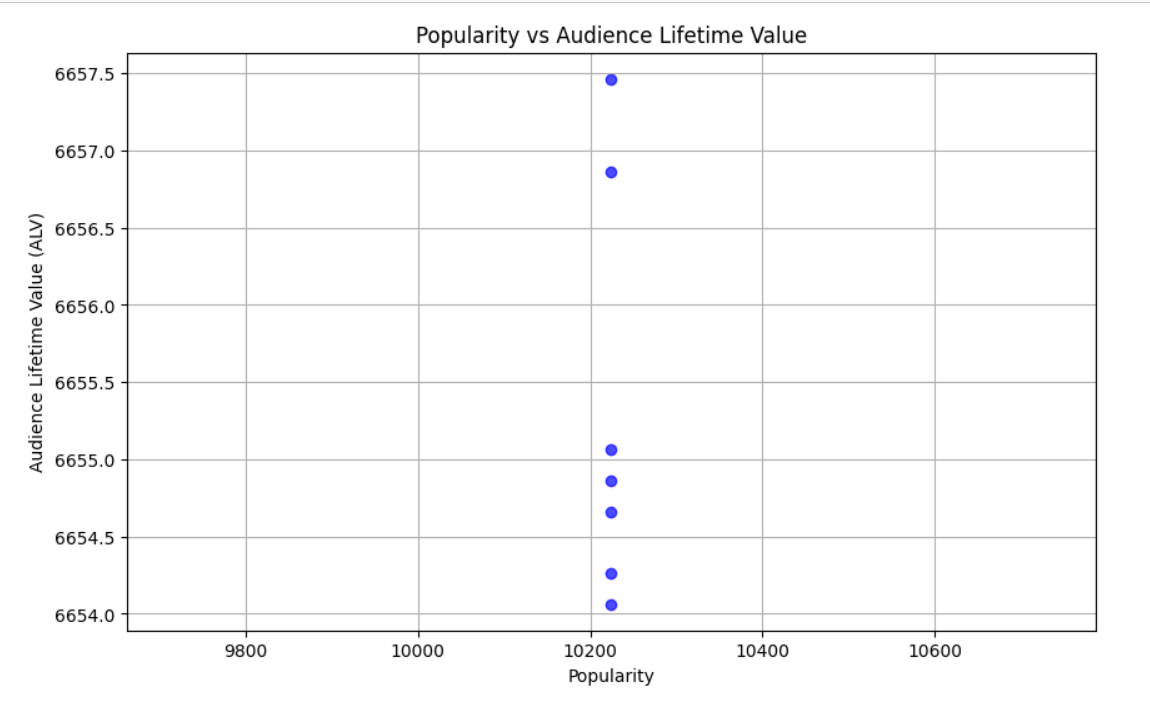 Popularity vs Audience Lifetime Value
Audience Lifetime Value (ALV)
6657.5
6657.0
6656.5
6656.0
6655.5
6655.0
6654.5
6654.0
9800 10000 10200 10400 10600
Popularity